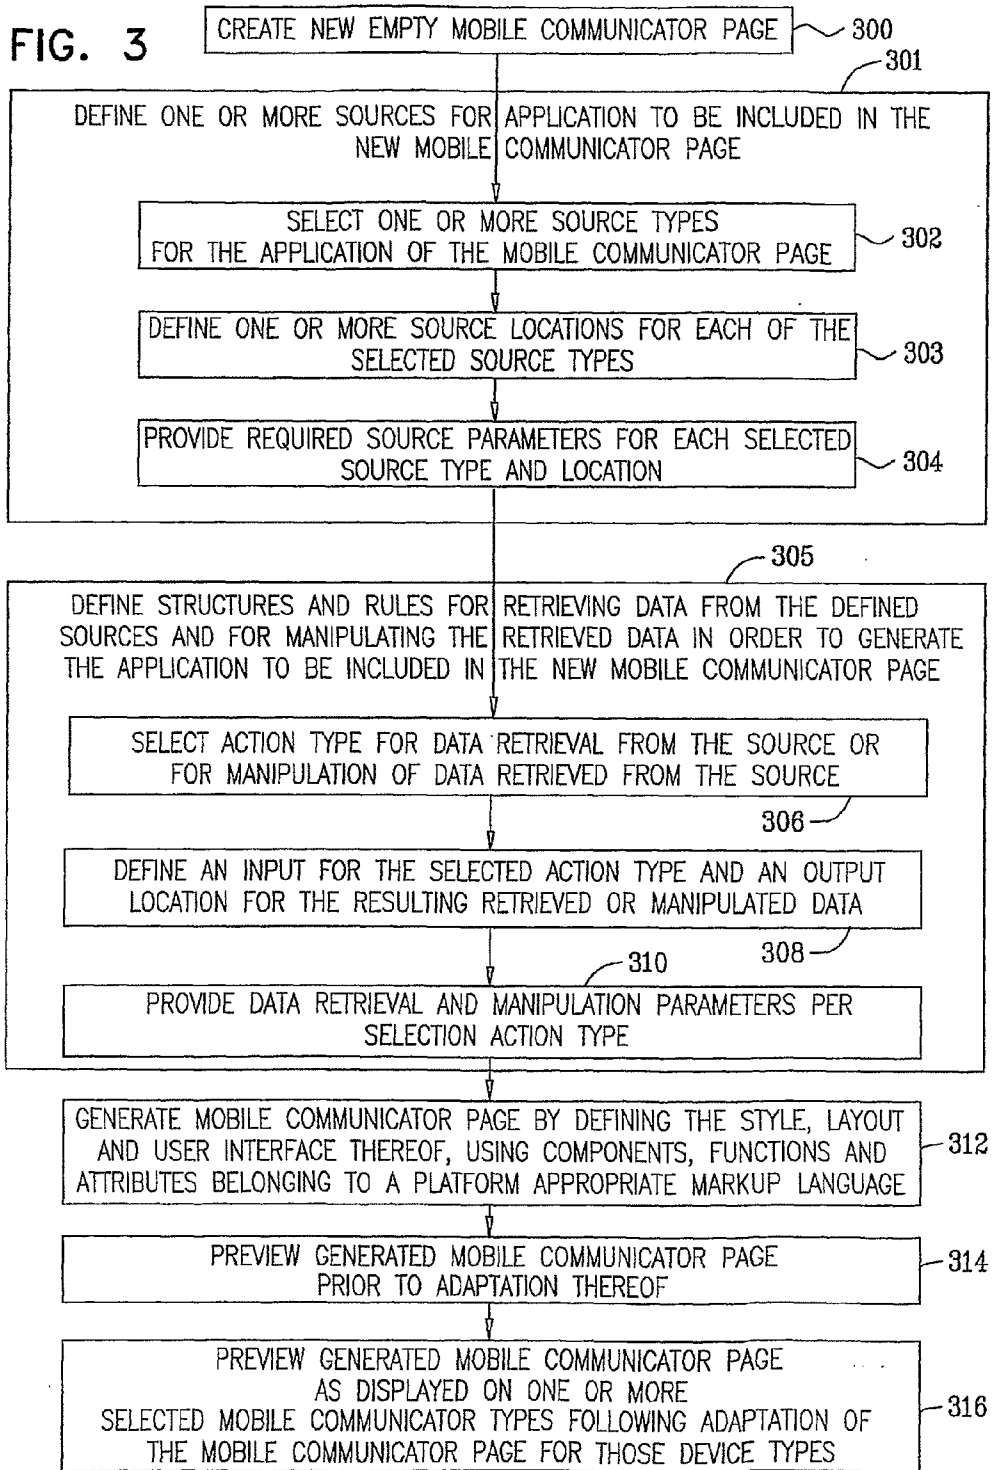 FIG. 3
CREATE NEW EMPTY MOBILE COMMUNICATOR PAGE
300
301
DEFINE ONE OR MORE SOURCES FOR APPLICATION TO BE INCLUDED IN THE
NEW MOBILE COMMUNICATOR PAGE
SELECT ONE OR MORE SOURCE TYPES
FOR THE APPLICATION OF THE MOBILE COMMUNICATOR PAGE
302
DEFINE ONE OR MORE SOURCE LOCATIONS FOR EACH OF THE
SELECTED SOURCE TYPES
303
PROVIDE REQUIRED SOURCE PARAMETERS FOR EACH SELECTED
SOURCE TYPE AND LOCATION
304
305
DEFINE STRUCTURES AND RULES FOR RETRIEVING DATA FROM THE DEFINED
SOURCES AND FOR MANIPULATING THE RETRIEVED DATA IN ORDER TO GENERATE
THE APPLICATION TO BE INCLUDED IN THE NEW MOBILE COMMUNICATOR PAGE
SELECT ACTION TYPE FOR DATA RETRIEVAL FROM THE SOURCE OR
FOR MANIPULATION OF DATA RETRIEVED FROM THE SOURCE
306
DEFINE AN INPUT FOR THE SELECTED ACTION TYPE AND AN OUTPUT
LOCATION FOR THE RESULTING RETRIEVED OR MANIPULATED DATA
308
310
PROVIDE DATA RETRIEVAL AND MANIPULATION PARAMETERS PER
SELECTION ACTION TYPE
GENERATE MOBILE COMMUNICATOR PAGE BY DEFINING THE STYLE, LAYOUT
AND USER INTERFACE THEREOF, USING COMPONENTS, FUNCTIONS AND
ATTRIBUTES BELONGING TO A PLATFORM APPROPRIATE MARKUP LANGUAGE
312
PREVIEW GENERATED MOBILE COMMUNICATOR PAGE
PRIOR TO ADAPTATION THEREOF
314
PREVIEW GENERATED MOBILE COMMUNICATOR PAGE
AS DISPLAYED ON ONE OR MORE
SELECTED MOBILE COMMUNICATOR TYPES FOLLOWING ADAPTATION OF
THE MOBILE COMMUNICATOR PAGE FOR THOSE DEVICE TYPES
316